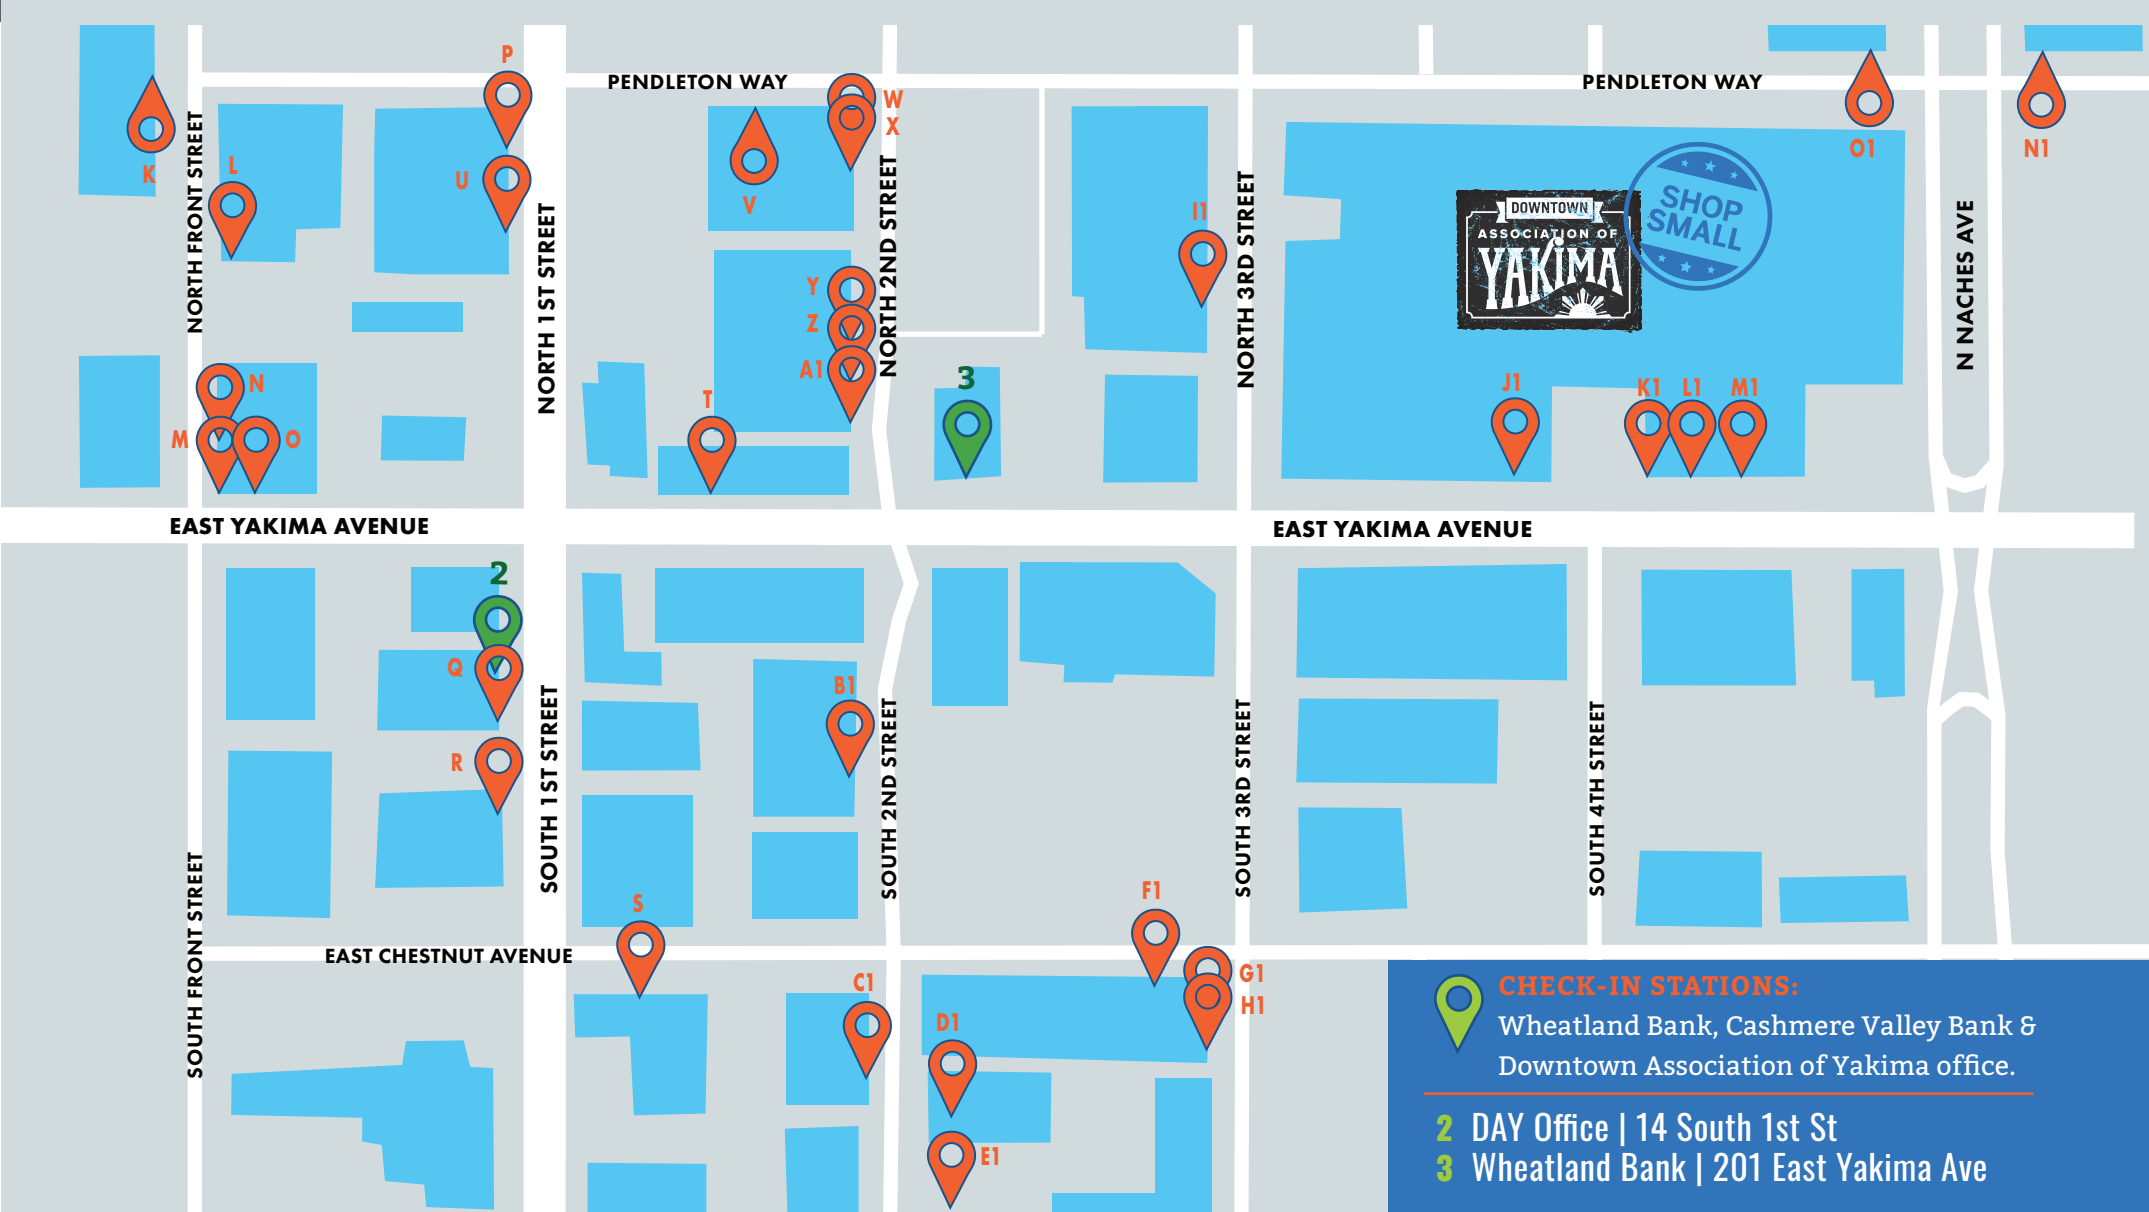 P
PENDLETON WAY
W
X
PENDLETON WAY
K
L
U
V
O1
N1
I1
DOWNTOWN
ASSOCIATION OF
YAKIMA
SHOP
SMALL
NORTH FRONT STREET
NORTH 1ST STREET
NORTH 2ND STREET
NORTH 3RD STREET
N NACHES AVE
Y
Z
A1
3
N
M
O
T
J1
K1
L1
M1
EAST YAKIMA AVENUE
EAST YAKIMA AVENUE
2
Q
R
B1
SOUTH FRONT STREET
SOUTH 1ST STREET
SOUTH 2ND STREET
SOUTH 3RD STREET
SOUTH 4TH STREET
S
F1
EAST CHESTNUT AVENUE
G1
H1
C1
D1
E1
CHECK-IN STATIONS:
Wheatland Bank, Cashmere Valley Bank &
Downtown Association of Yakima office.
2 DAY Office | 14 South 1st St
3 Wheatland Bank | 201 East Yakima Ave